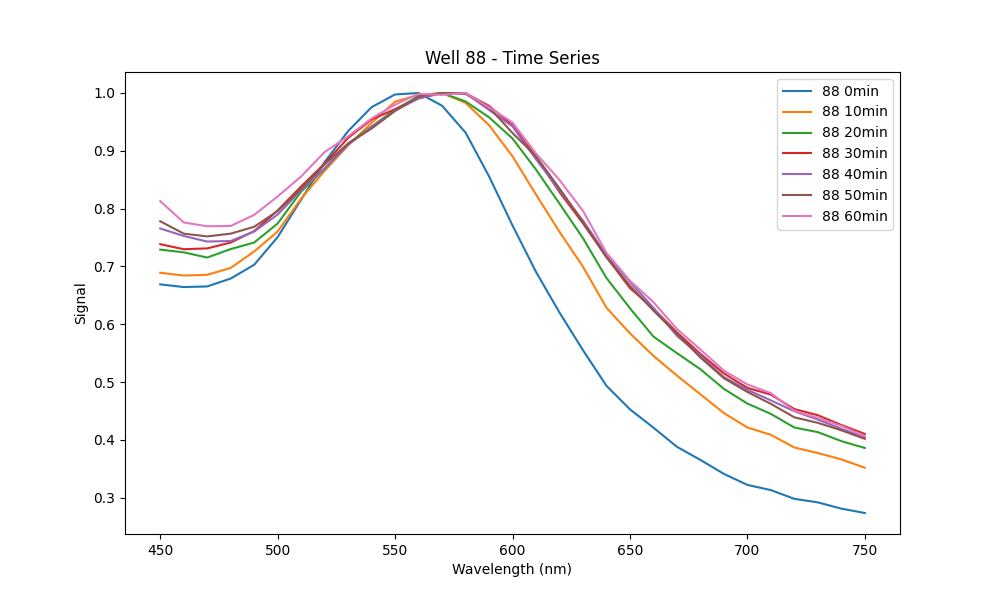 Well 88 - Time Series
1.0
0.9
0.8
0.7
0.6
0.5
0.4
0.3
Signal
450
500
550
600
650
700
750
Wavelength (nm)
88 0min
88 10min
88 20min
88 30min
88 40min
88 50min
88 60min